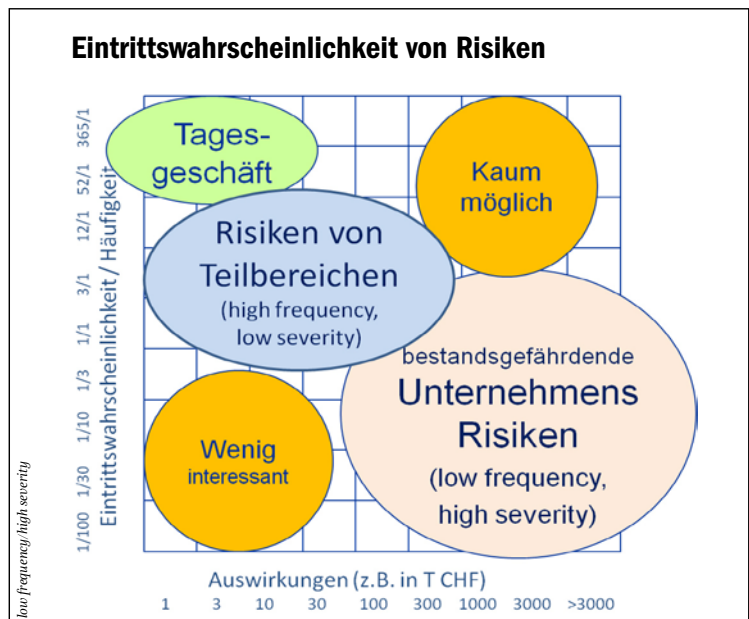 Eintrittswahrscheinlichkeit von Risiken
Tages-
geschäft
Kaum
möglich
Risiken von
Teilbereichen
(high frequency,
low severity)
bestandsgefährdende
Unternehmens
Risiken
(low frequency,
high severity)
Wenig
interessant
Eintrittswahrscheinlichkeit / Häufigkeit
365/1
52/1
12/1
3/1
1/1
1/3
1/10
1/30
1/100
Auswirkungen (z.B. in T CHF)
1 3 10 30 100 300 1000 3000 >3000
low frequency/high severity